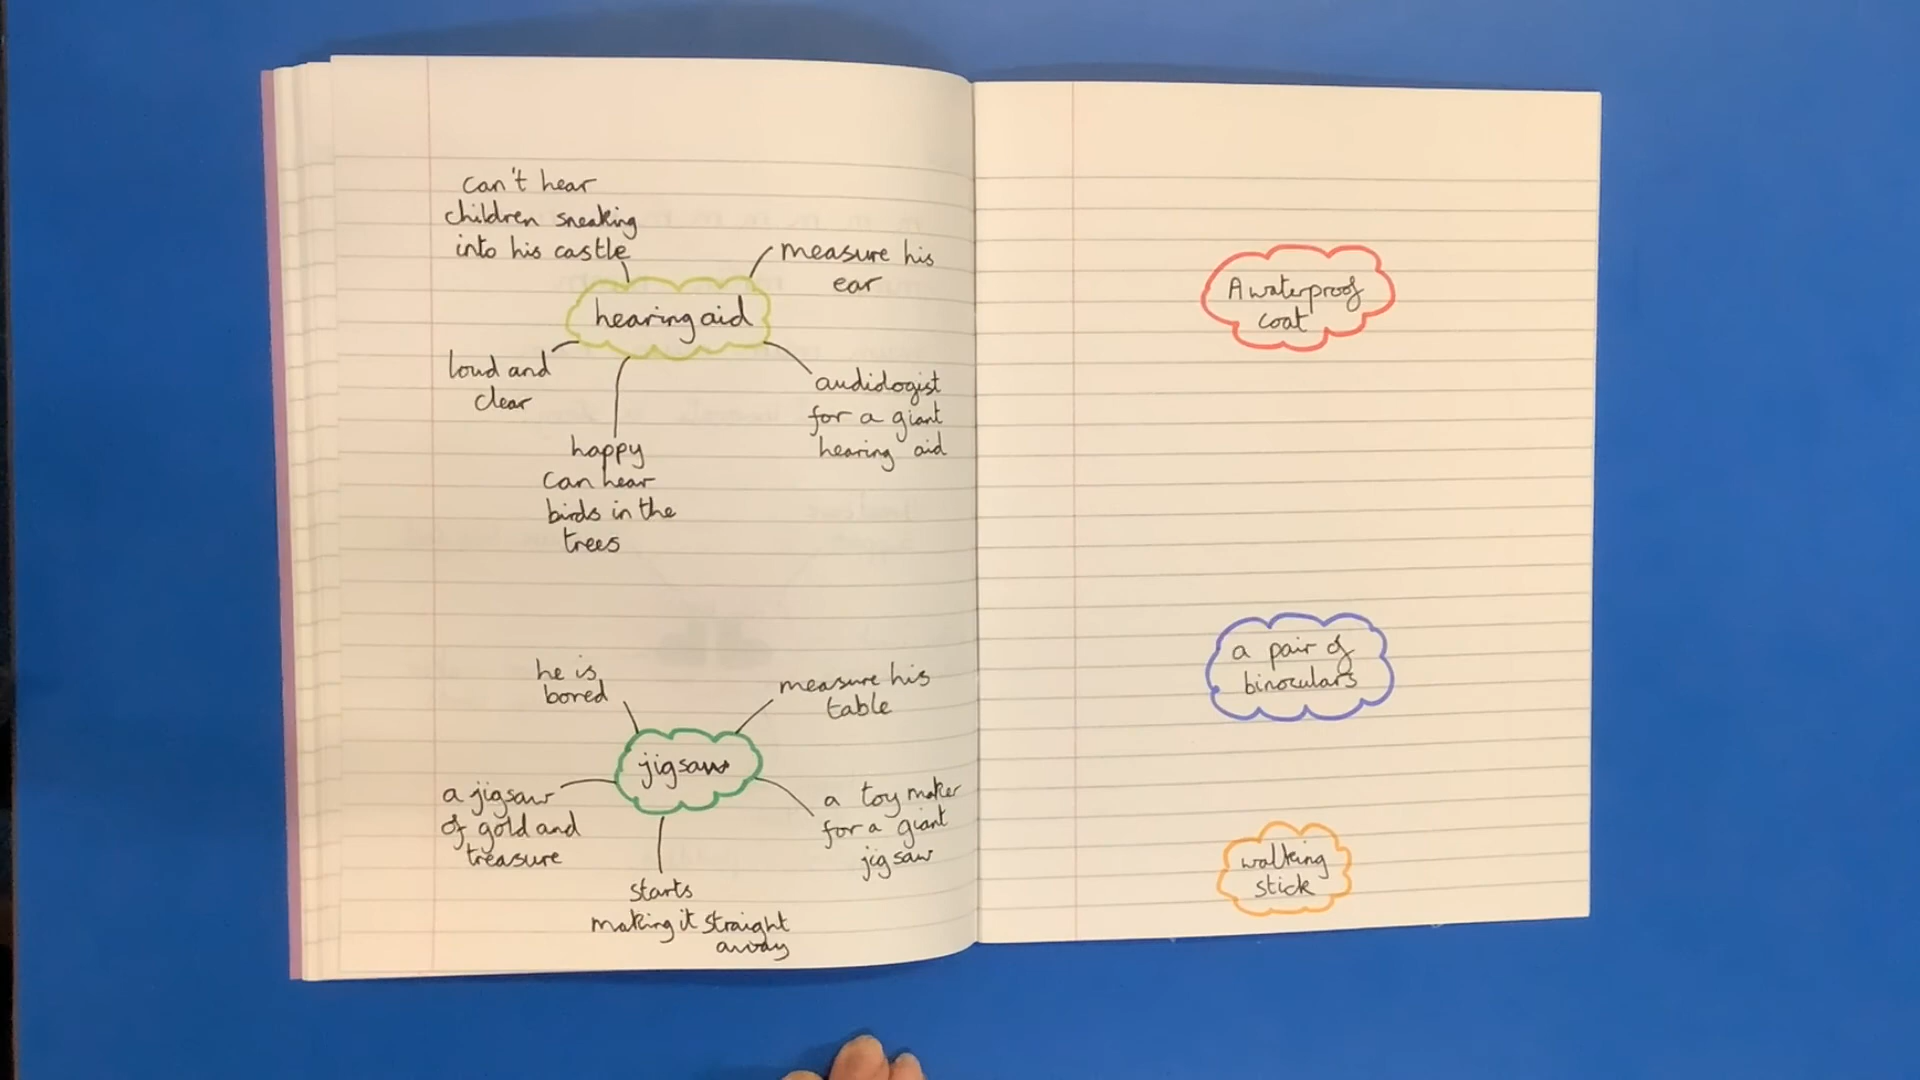 can't hear
children sneaking
into his castle
measure his
ear
hearing aid
loud and
clear
audiologist
for a giant
hearing aid
happy
can hear
birds in the
trees
he is
bored
measure his
table
jigsaw
a jigsaw
of gold and
treasure
a toy maker
for a giant
jigsaw
starts
making it straight
away
A waterproof
coat
a pair of
binoculars
walking
stick